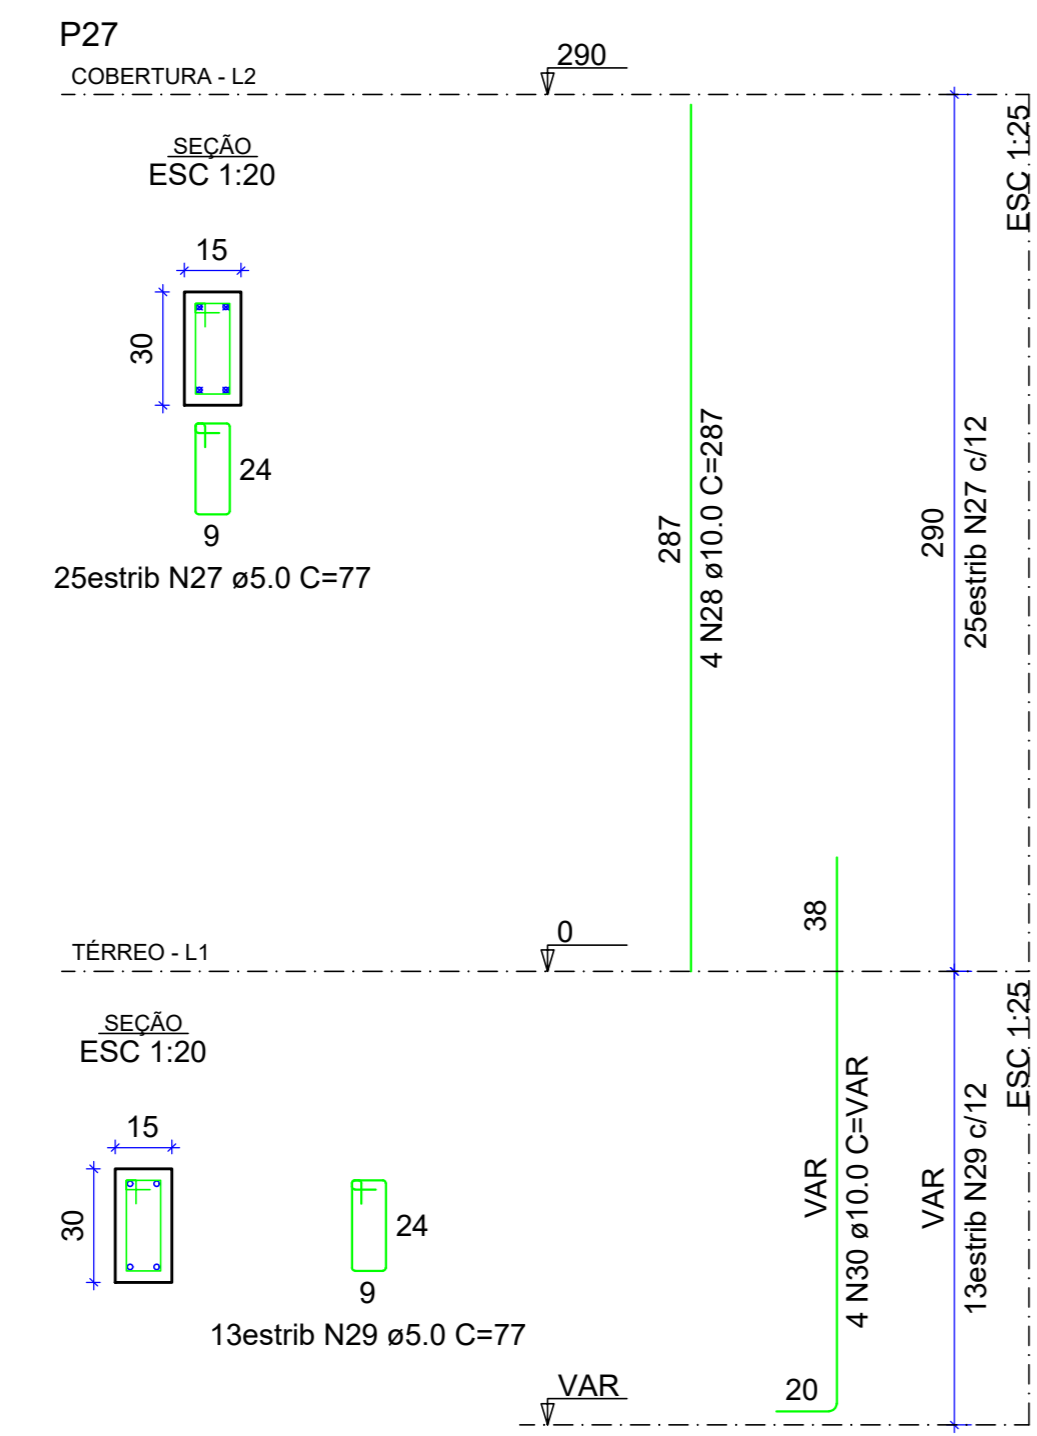 P27
COBERTURA - L2
290
ESC 1:25
SEÇÃO
ESC 1:20
15
30
24
9
25estrib N27 ø5.0 C=77
287
4 N28 ø10.0 C=287
290
25estrib N27 c/12
38
TÉRREO - L1
0
ESC 1:25
SEÇÃO
ESC 1:20
15
30
24
9
13estrib N29 ø5.0 C=77
VAR
4 N30 ø10.0 C=VAR
VAR
13estrib N29 c/12
20
VAR